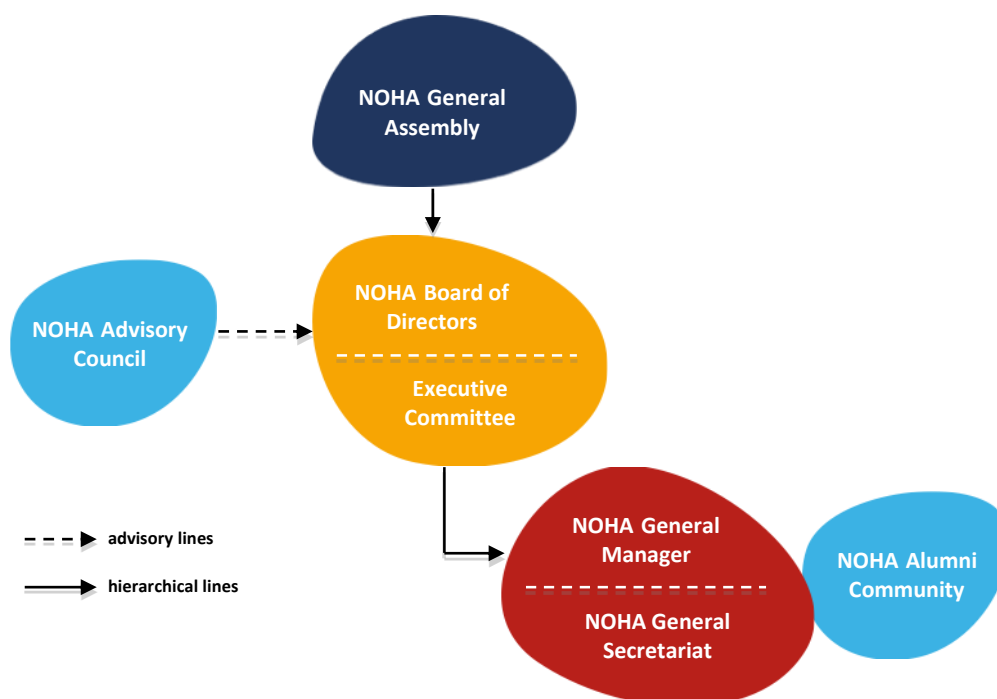 NOHA General
Assembly
NOHA Board of
Directors
Executive
Committee
NOHA Advisory
Council
advisory lines
hierarchical lines
NOHA General
Manager
NOHA General
Secretariat
NOHA Alumni
Community